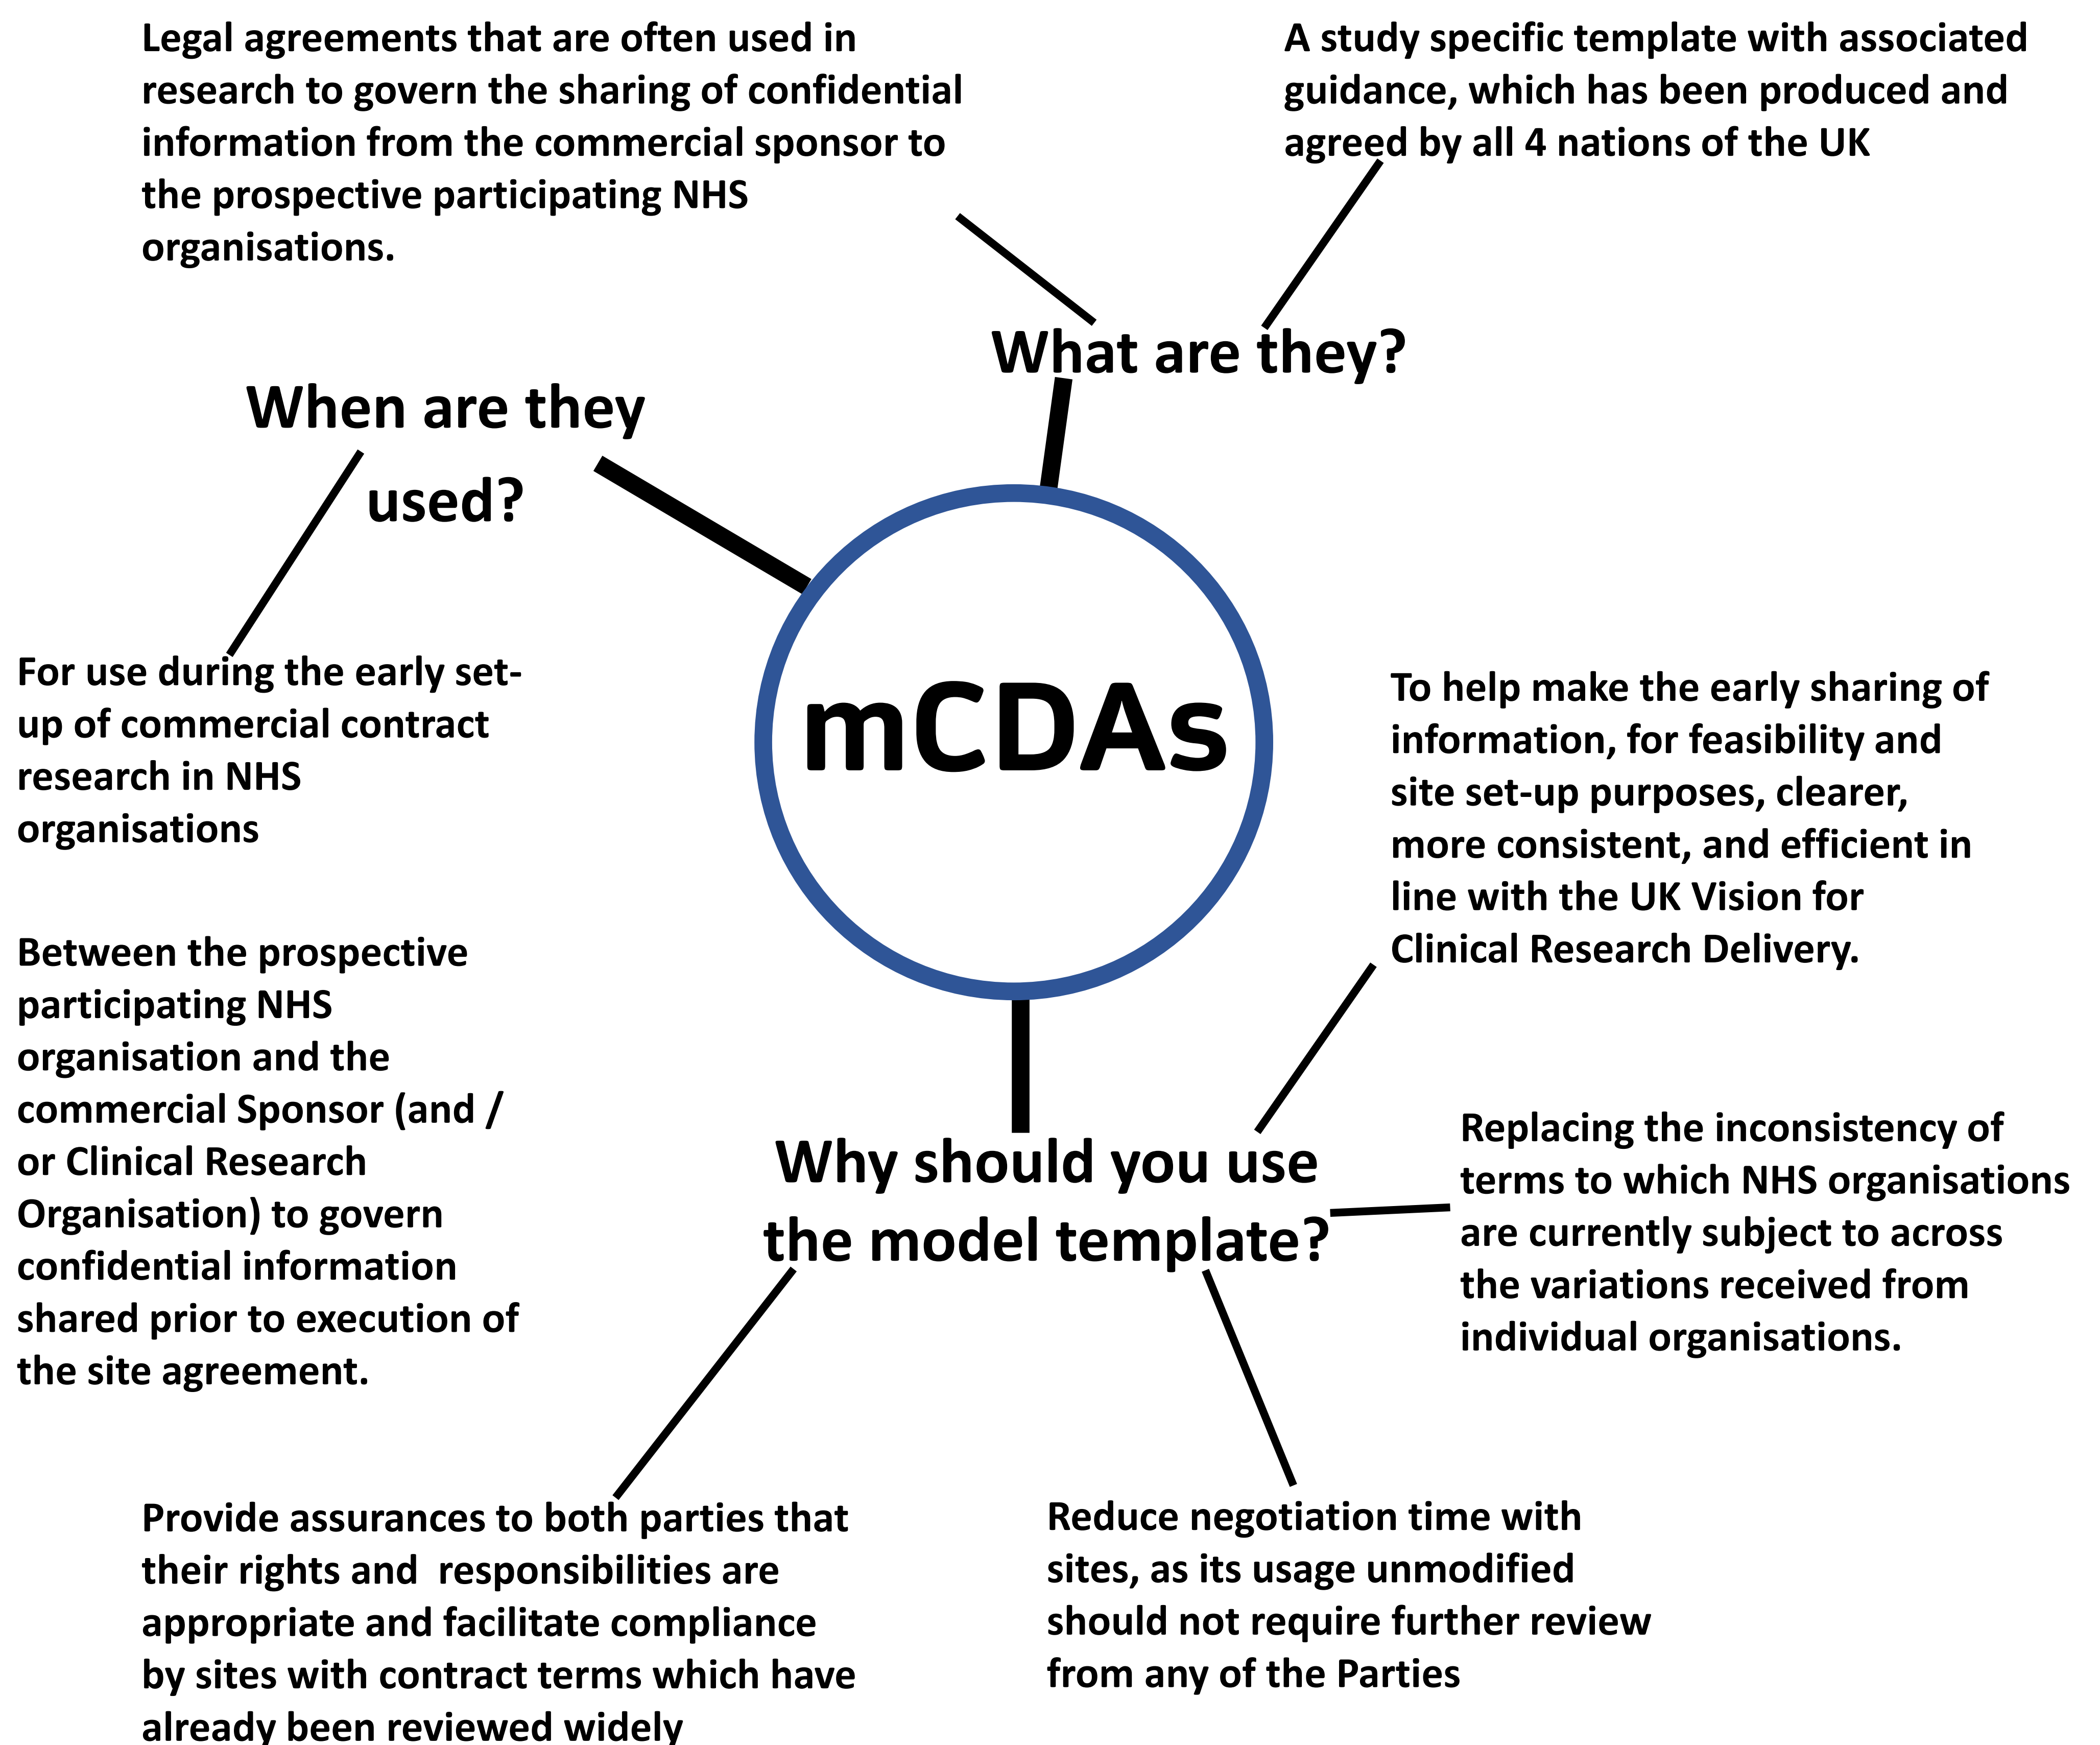 Legal agreements that are often used in
research to govern the sharing of confidential
information from the commercial sponsor to
the prospective participating NHS
organisations.
A study specific template with associated
guidance, which has been produced and
agreed by all 4 nations of the UK
What are they?
When are they
used?
For use during the early set-
up of commercial contract
research in NHS
organisations
Between the prospective
participating NHS
organisation and the
commercial Sponsor (and /
or Clinical Research
Organisation) to govern
confidential information
shared prior to execution of
the site agreement.
mCDAs
To help make the early sharing of
information, for feasibility and
site set-up purposes, clearer,
more consistent, and efficient in
line with the UK Vision for
Clinical Research Delivery.
Why should you use
the model template?
Replacing the inconsistency of
terms to which NHS organisations
are currently subject to across
the variations received from
individual organisations.
Provide assurances to both parties that
their rights and  responsibilities are
appropriate and facilitate compliance
by sites with contract terms which have
already been reviewed widely
Reduce negotiation time with
sites, as its usage unmodified
should not require further review
from any of the Parties